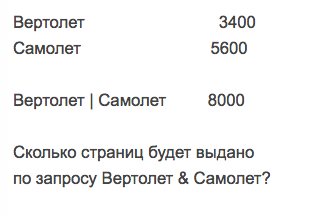 Вертолет 3400
Самолет 5600
Вертолет | Самолет 8000
Сколько страниц будет выдано
по запросу Вертолет & Самолет?